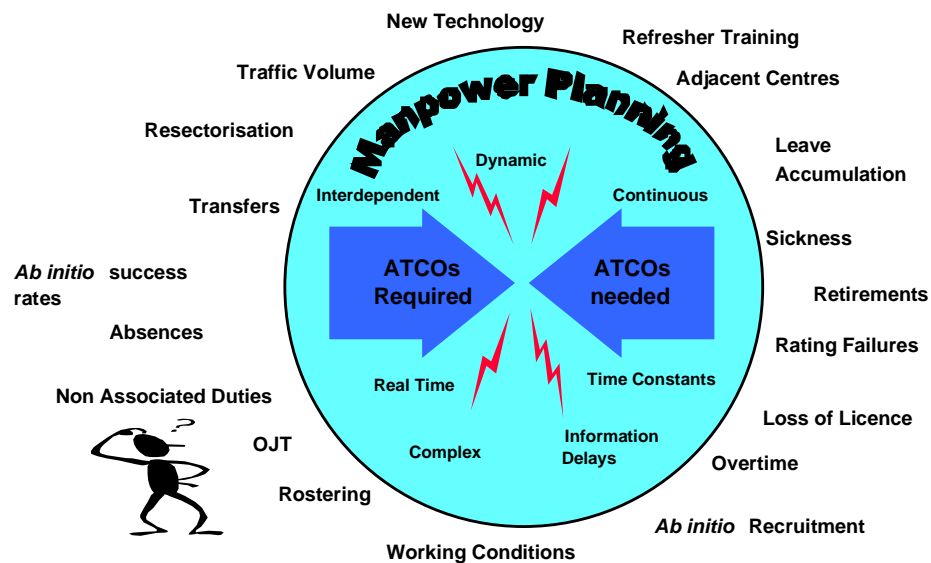 New Technology
Refresher Training
Traffic Volume
Adjacent Centres
Manpower Planning
Resectorisation
Leave
Accumulation
Dynamic
Interdependent
Continuous
Transfers
Sickness
ATCOs
Required
ATCOs
needed
Ab initio success
rates
Retirements
Absences
Rating Failures
Real Time
Time Constants
Non Associated Duties
?
Loss of Licence
OJT
Complex
Information
Delays
Overtime
Rostering
Ab initio Recruitment
Working Conditions